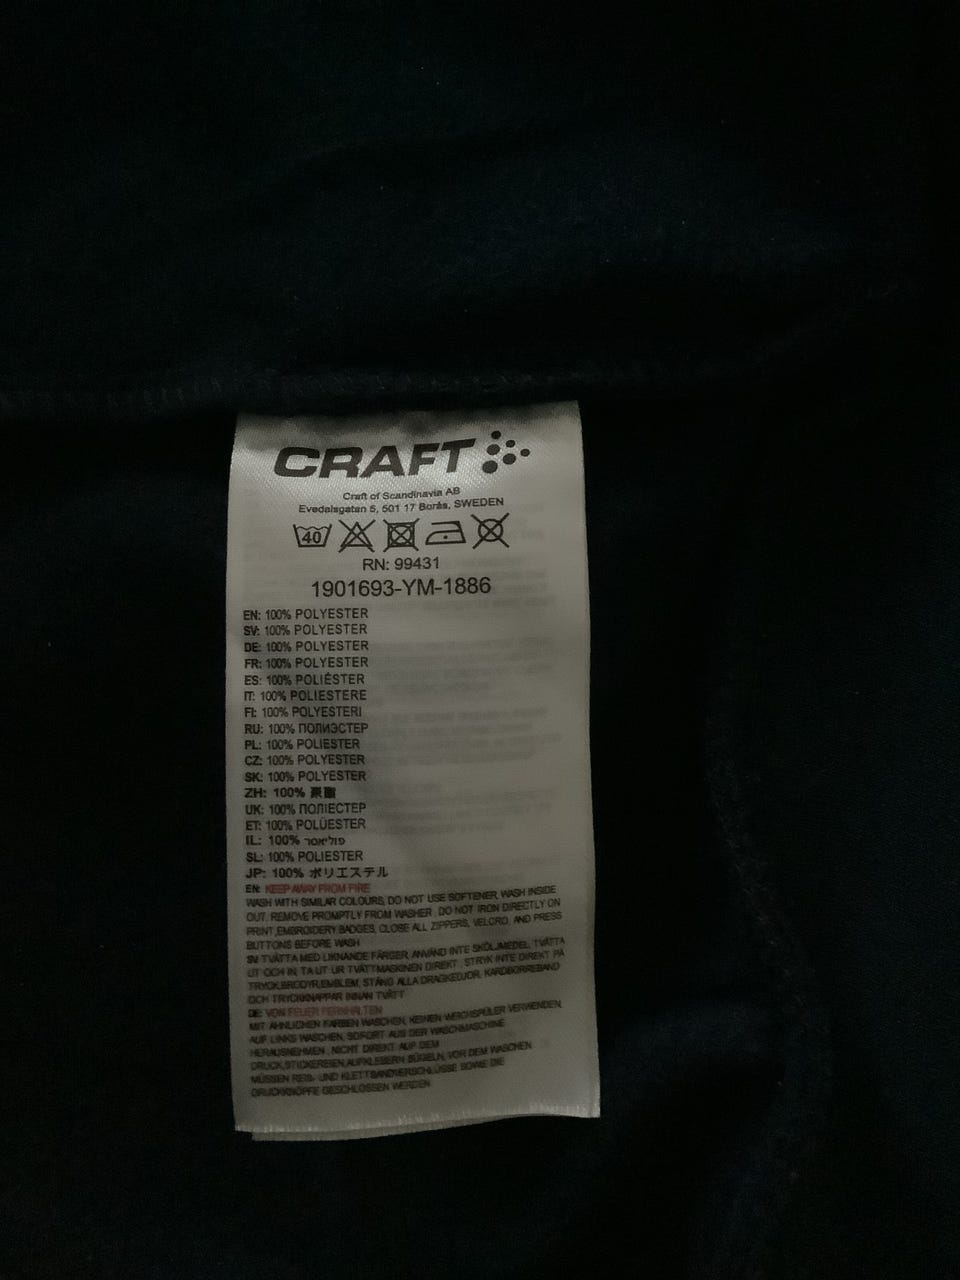 CRAFT
Craft of Scandinavia AB
Evedalsgatan 5, 501 17 Borås, SWEDEN
40
RN: 99431
1901693-YM-1886
EN: 100% POLYESTER
SV: 100% POLYESTER
DE: 100% POLYESTER
FR: 100% POLYESTER
ES: 100% POLIÉSTER
IT: 100% POLIESTERE
FI: 100% POLYESTERI
RU: 100% ПОЛИЭСТЕР
PL: 100% POLIESTER
CZ: 100% POLYESTER
SK: 100% POLYESTER
ZH: 100% 聚酯
UK: 100% ПОЛІЕСТЕР
ET: 100% POLÜESTER
IL: 100% פוליאסר
SL: 100% POLIESTER
JP: 100% ポリエステル
EN: KEEP AWAY FROM FIRE
WASH WITH SIMILAR COLOURS, DO NOT USE SOFTENER, WASH INSIDE
OUT, REMOVE PROMPTLY FROM WASHER , DO NOT IRON DIRECTLY ON
PRINT,EMBROIDERY BADGES, CLOSE ALL ZIPPERS, VELCRO, AND PRESS
BUTTONS BEFORE WASH
SV TVÄTTA MED LIKNANDE FÄRGER, ANVÄND INTE SKÖLJMEDEL, TVÄTTA
UT OCH IN, TA UT UR TVÄTTMASKINEN DIREKT , STRYK INTE DIREKT PÅ
TRYCK,BRODYR,EMBLEM, STÄNG ALLA DRAGKEDJOR, KARDBORREBAND
OCH TRYCKKNAPPAR INNAN TVÄTT
DE: VON FEUER FERNHALTEN
MIT ÄHNLICHEN FARBEN WASCHEN, KEINEN WEICHSPÜLER VERWENDEN,
AUF LINKS WASCHEN, SOFORT AUS DER WASCHMASCHINE
HERAUSNEHMEN , NICHT DIREKT AUF DEM
DRUCK,STICKEREIEN,AUFKLEBERN BÜGELN, VOR DEM WASCHEN
MÜSSEN REIß- UND KLETTBANDVERSCHLÜSSE SOWIE DIE
DRUCKKNÖPFE GESCHLOSSEN WERDEN